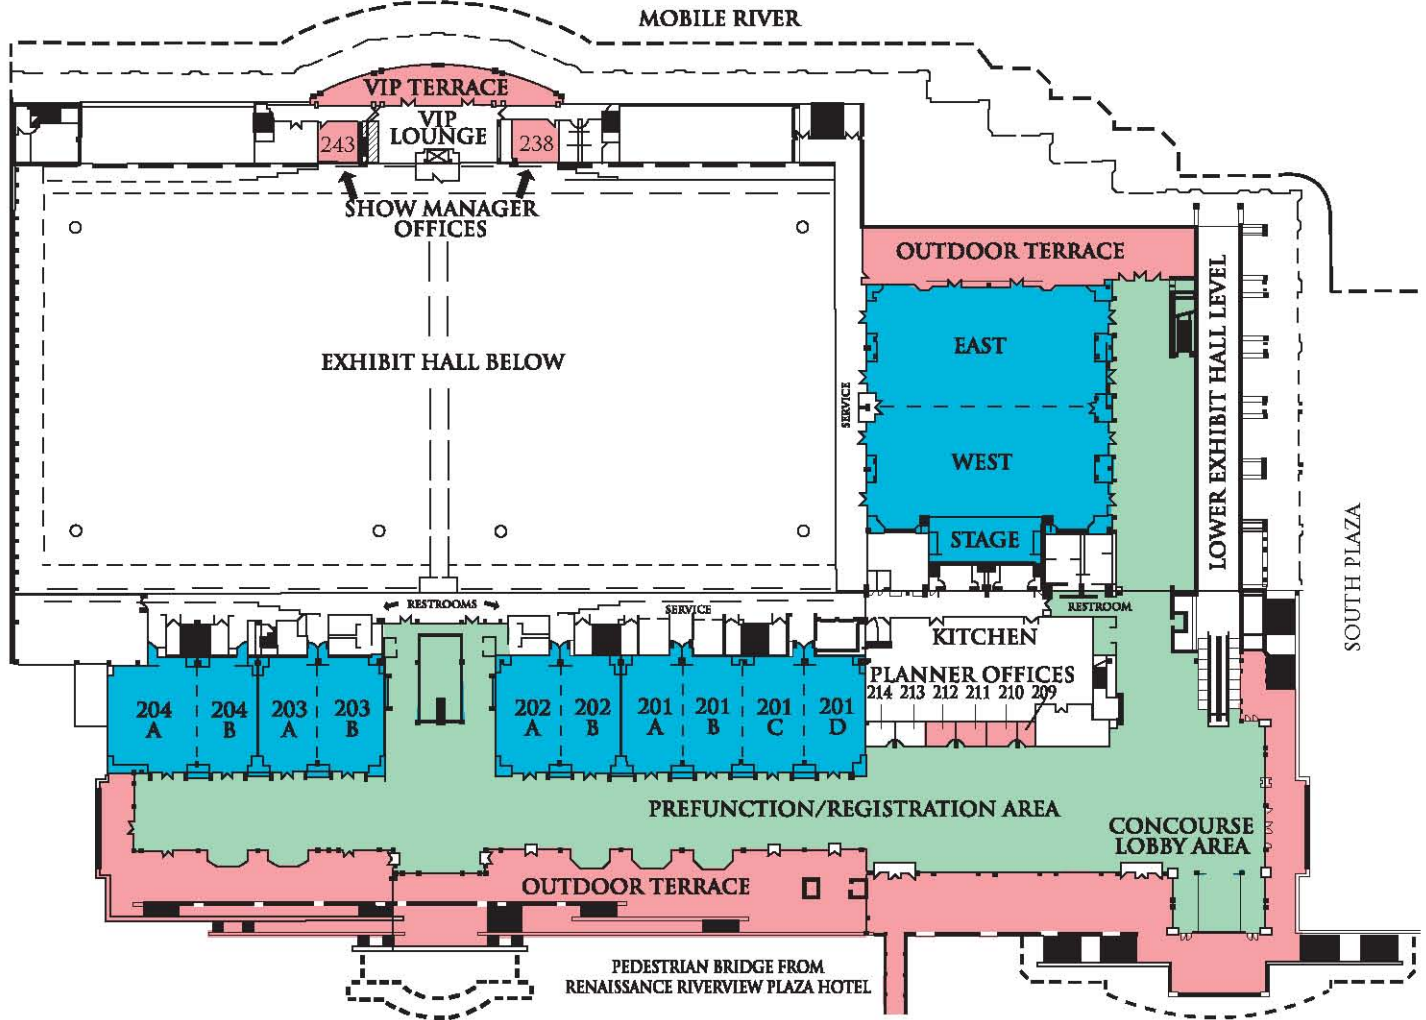 MOBILE RIVER
VIP TERRACE
VIP
LOUNGE
243
238
SHOW MANAGER
OFFICES
OUTDOOR TERRACE
EXHIBIT HALL BELOW
EAST
WEST
STAGE
SERVICE
LOWER EXHIBIT HALL LEVEL
SOUTH PLAZA
RESTROOMS
SERVICE
RESTROOM
KITCHEN
PLANNER OFFICES
214 213 212 211 210 209
204
A
204
B
203
A
203
B
202
A
202
B
201
A
201
B
201
C
201
D
PREFUNCTION/REGISTRATION AREA
CONCOURSE
LOBBY AREA
OUTDOOR TERRACE
PEDESTRIAN BRIDGE FROM
RENAISSANCE RIVERVIEW PLAZA HOTEL